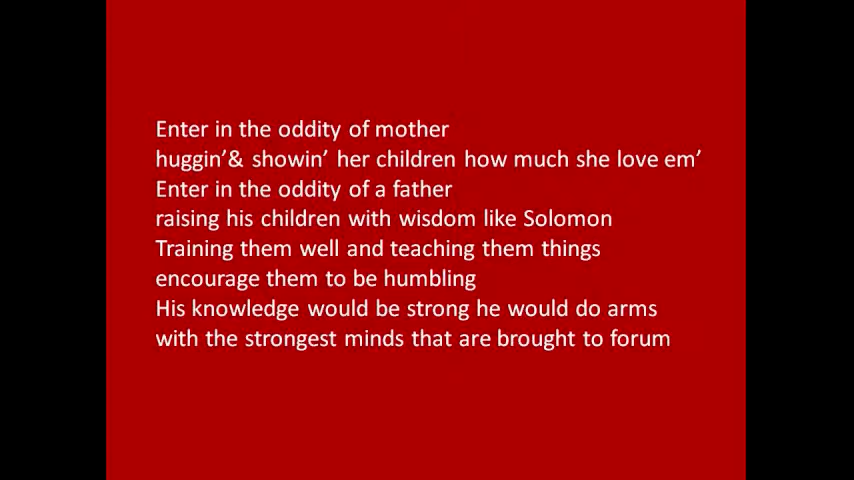 Enter in the oddity of mother
huggin’& showin’ her children how much she love em’
Enter in the oddity of a father
raising his children with wisdom like Solomon
Training them well and teaching them things
encourage them to be humbling
His knowledge would be strong he would do arms
with the strongest minds that are brought to forum